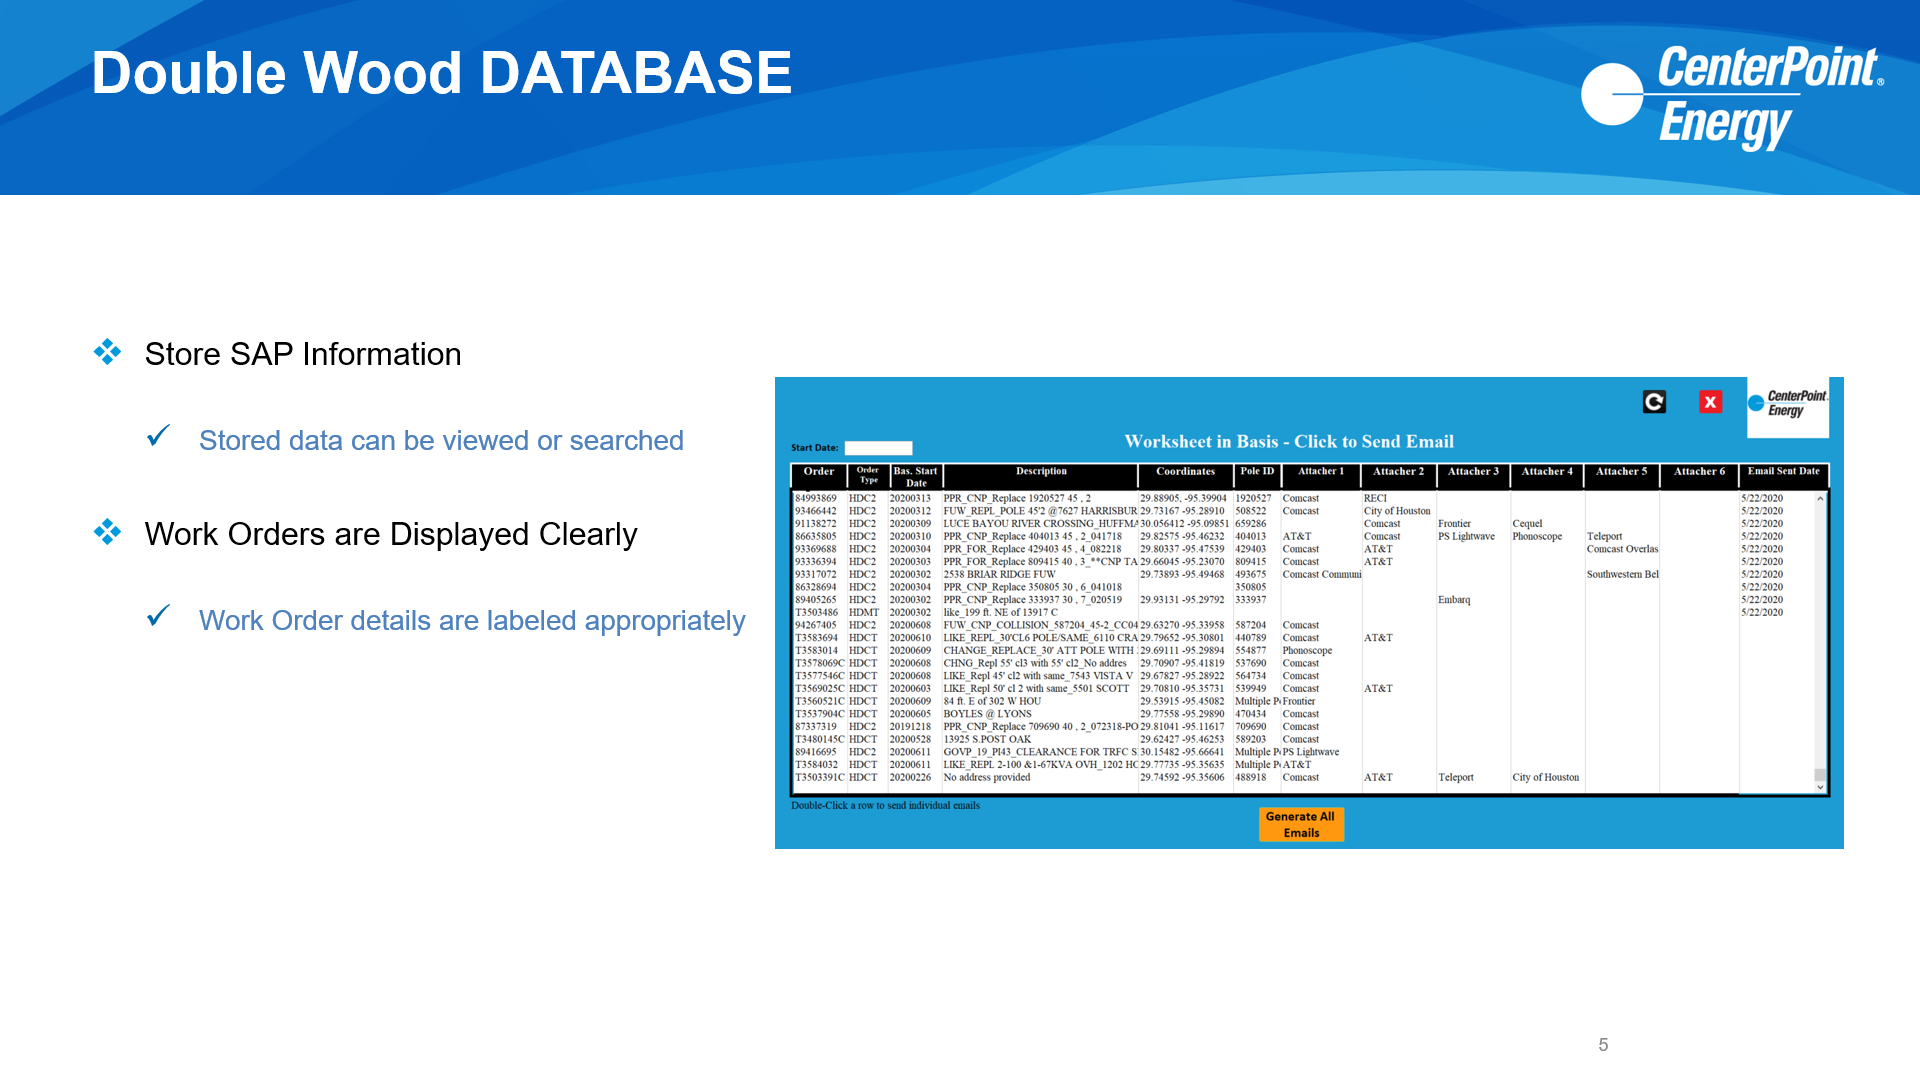 Double Wood DATABASE
CenterPoint®
Energy
Store SAP Information
Stored data can be viewed or searched
Work Orders are Displayed Clearly
Work Order details are labeled appropriately
X
CenterPoint
Energy
Start Date:
Worksheet in Basis - Click to Send Email
Order Order Type Bas. Start Date Description Coordinates Pole ID Attacher 1 Attacher 2 Attacher 3 Attacher 4 Attacher 5 Attacher 6 Email Sent Date
84993869 HDC2 20200313 PPR_CNP_Replace 1920527 45 , 2 29.88905, -95.39904 1920527 Comcast RECI 5/22/2020
93466442 HDC2 20200312 FUW_REPL_POLE 45'2 @7627 HARRISBUR 29.73167 -95.28910 508522 Comcast City of Houston 5/22/2020
91138272 HDC2 20200309 LUCE BAYOU RIVER CROSSING_HUFFMA 30.056412 -95.09851 659286 Comcast Frontier Cequel 5/22/2020
86635805 HDC2 20200310 PPR_CNP_Replace 404013 45 , 2_041718 29.82575 -95.46232 404013 AT&T Comcast PS Lightwave Phonoscope Teleport 5/22/2020
93369688 HDC2 20200304 PPR_FOR_Replace 429403 45 , 4_082218 29.80337 -95.47539 429403 Comcast AT&T Comcast Overlas 5/22/2020
93336394 HDC2 20200303 PPR_FOR_Replace 809415 40 , 3_**CNP TA 29.66045 -95.23070 809415 Comcast AT&T 5/22/2020
93317072 HDC2 20200302 2538 BRIAR RIDGE FUW 29.73893 -95.49468 493675 Comcast Communi Southwestern Bel 5/22/2020
86328694 HDC2 20200304 PPR_CNP_Replace 350805 30 , 6_041018 350805 5/22/2020
89405265 HDC2 20200302 PPR_CNP_Replace 333937 30 , 7_020519 29.93131 -95.29792 333937 Embarq 5/22/2020
T3503486 HDMT 20200302 like_199 ft. NE of 13917 C 5/22/2020
94267405 HDC2 20200608 FUW_CNP_COLLISION_587204_45-2_CC04 29.63270 -95.33958 587204 Comcast
T3583694 HDCT 20200610 LIKE_REPL_30'CL6 POLE/SAME_6110 CRA 29.79652 -95.30801 440789 Comcast AT&T
T3583014 HDCT 20200609 CHANGE_REPLACE_30' ATT POLE WITH 29.69111 -95.29894 554877 Phonoscope
T3578069C HDCT 20200608 CHNG_Repl 55' cl3 with 55' cl2_No addres 29.70907 -95.41819 537690 Comcast
T3577546C HDCT 20200608 LIKE_Repl 45' cl2 with same_7543 VISTA V 29.67827 -95.28922 564734 Comcast
T3569025C HDCT 20200603 LIKE_Repl 50' cl 2 with same_5501 SCOTT 29.70810 -95.35731 539949 Comcast AT&T
T3560521C HDCT 20200609 84 ft. E of 302 W HOU 29.53915 -95.45082 Multiple P Frontier
T3537904C HDCT 20200605 BOYLES @ LYONS 29.77558 -95.29890 470434 Comcast
87337319 HDC2 20191218 PPR_CNP_Replace 709690 40 , 2_072318-PO 29.81041 -95.11617 709690 Comcast
T3480145C HDCT 20200528 13925 S.POST OAK 29.62427 -95.46253 589203 Comcast
89416695 HDC2 20200611 GOVP_19_PI43_CLEARANCE FOR TRFC S 30.15482 -95.66641 Multiple P PS Lightwave
T3584032 HDCT 20200611 LIKE_REPL 2-100 &1-67KVA OVH_1202 HC 29.77735 -95.35635 Multiple P AT&T
T3503391C HDCT 20200226 No address provided 29.74592 -95.35606 488918 Comcast AT&T Teleport City of Houston
Double-Click a row to send individual emails
Generate All
Emails
5